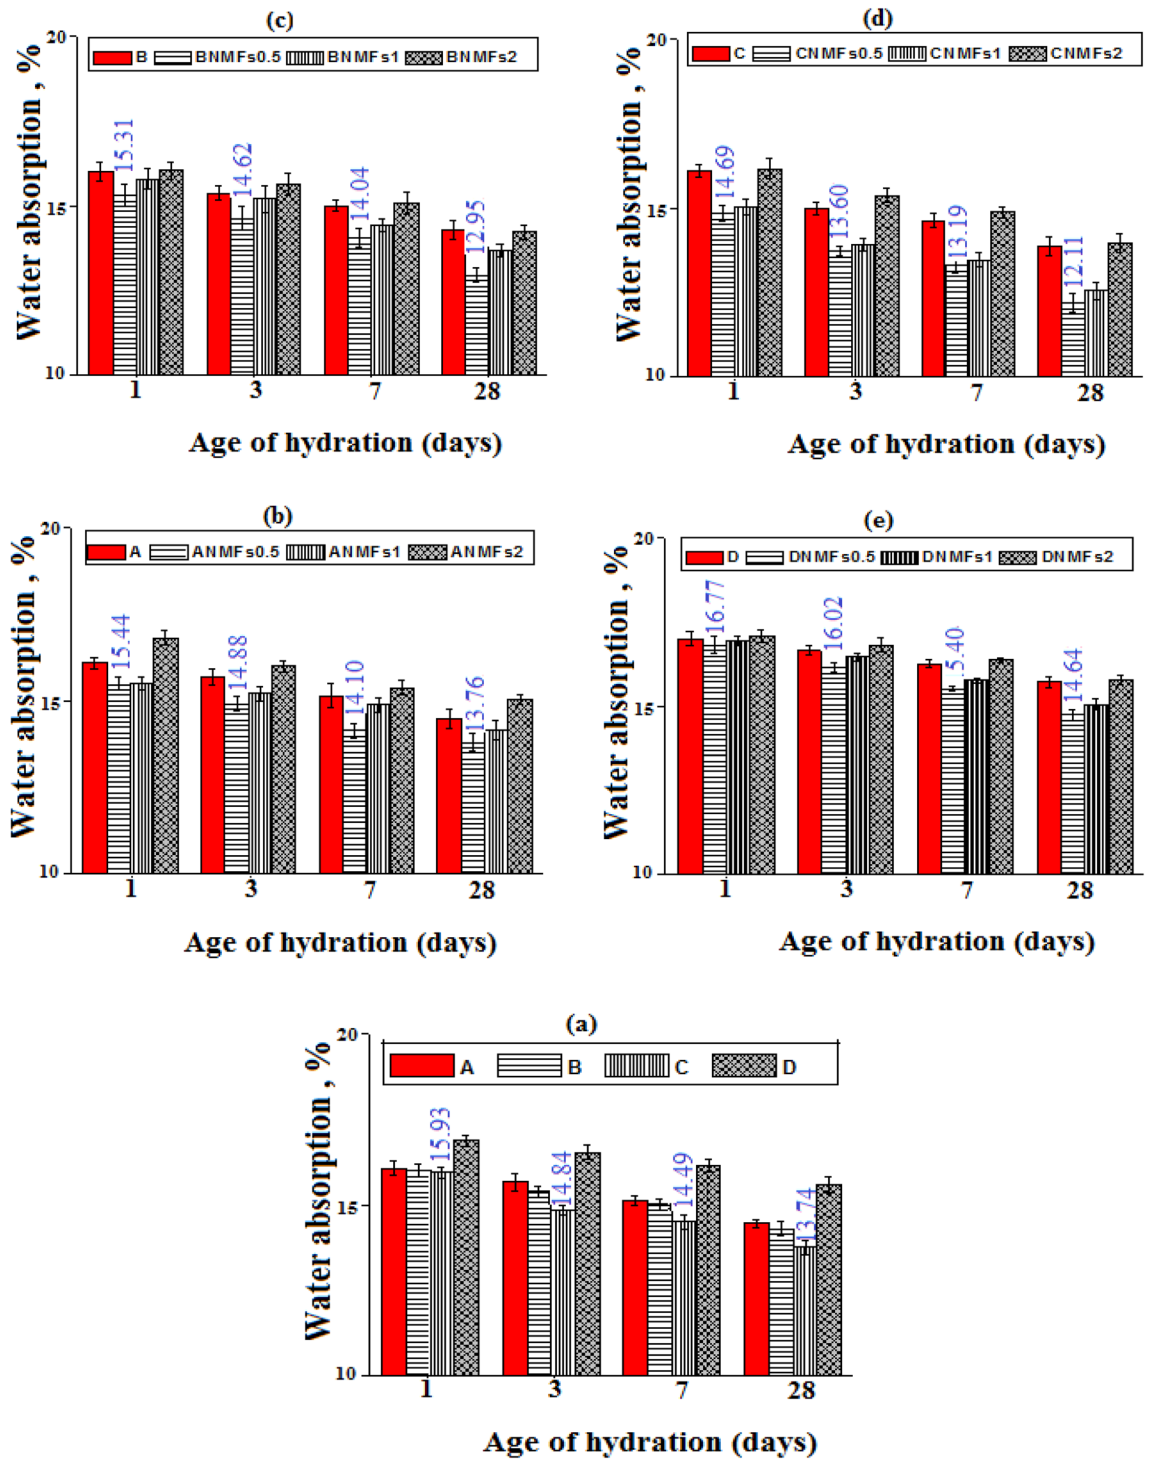 (c)
20
B BNMFs0.5 BNMFs1 BNMFs2
Water absorption , %
15.31
14.62
14.04
12.95
15
10
1 3 7 28
Age of hydration (days)
(d)
20
C CNMFs0.5 CNMFs1 CNMFs2
Water absorption , %
14.69
13.60
13.19
12.11
15
10
1 3 7 28
Age of hydration (days)
(b)
20
A ANMFs0.5 ANMFs1 ANMFs2
Water absorption , %
15.44
14.88
14.10
13.76
15
10
1 3 7 28
Age of hydration (days)
(e)
20
D DNMFs0.5 DNMFs1 DNMFs2
Water absorption , %
16.77
16.02
5.40
14.64
15
10
1 3 7 28
Age of hydration (days)
(a)
20
A B C D
Water absorption , %
15.93
14.84
14.49
13.74
15
10
1 3 7 28
Age of hydration (days)